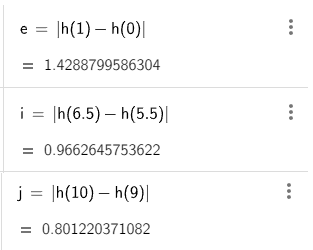 e = |h(1) – h(0)|
= 1.4288799586304
i = |h(6.5) – h(5.5)|
= 0.9662645753622
j = |h(10) – h(9)|
= 0.801220371082